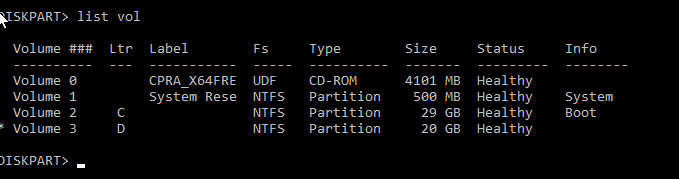 DISKPART> list vol
Volume ### Ltr Label Fs Type Size Status Info
---------- --- ----------- ----- ---------- ------- --------- --------
Volume 0 CPRA_X64FRE UDF CD-ROM 4101 MB Healthy
Volume 1 System Rese NTFS Partition 500 MB Healthy System
Volume 2 C NTFS Partition 29 GB Healthy Boot
* Volume 3 D NTFS Partition 20 GB Healthy
DISKPART> _